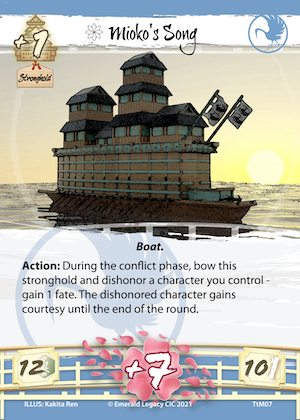 Mioko's Song
+1
Stronghold
Boat.
Action: During the conflict phase, bow this
stronghold and dishonor a character you control -
gain 1 fate. The dishonored character gains
courtesy until the end of the round.
12
+7
10
ILLUS: Kakita Ren
© Emerald Legacy CIC 2021
TtM07